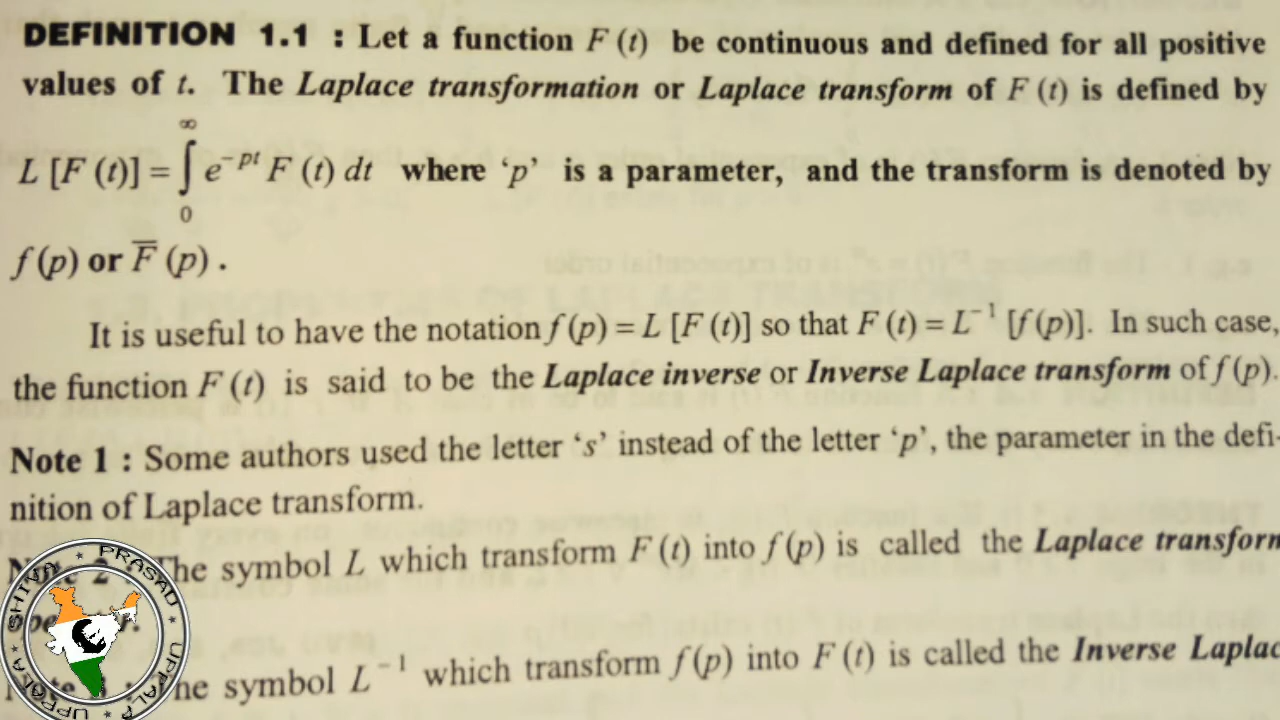 DEFINITION 1.1 : Let a function F (t) be continuous and defined for all positive
values of t. The Laplace transformation or Laplace transform of F (t) is defined by
L [F (t)] = ∫₀^∞ e^{-pt} F (t) dt where ‘p’ is a parameter, and the transform is denoted by
f (p) or F̅ (p) .
It is useful to have the notation f (p) = L [F (t)] so that F (t) = L⁻¹ [f (p)]. In such case,
the function F (t) is said to be the Laplace inverse or Inverse Laplace transform of f (p).
Note 1 : Some authors used the letter ‘s’ instead of the letter ‘p’, the parameter in the defi-
nition of Laplace transform.
The symbol L which transform F (t) into f (p) is called the Laplace transform
symbol L⁻¹ which transform f (p) into F (t) is called the Inverse Laplac
SHIVA PRASAD UPPALA